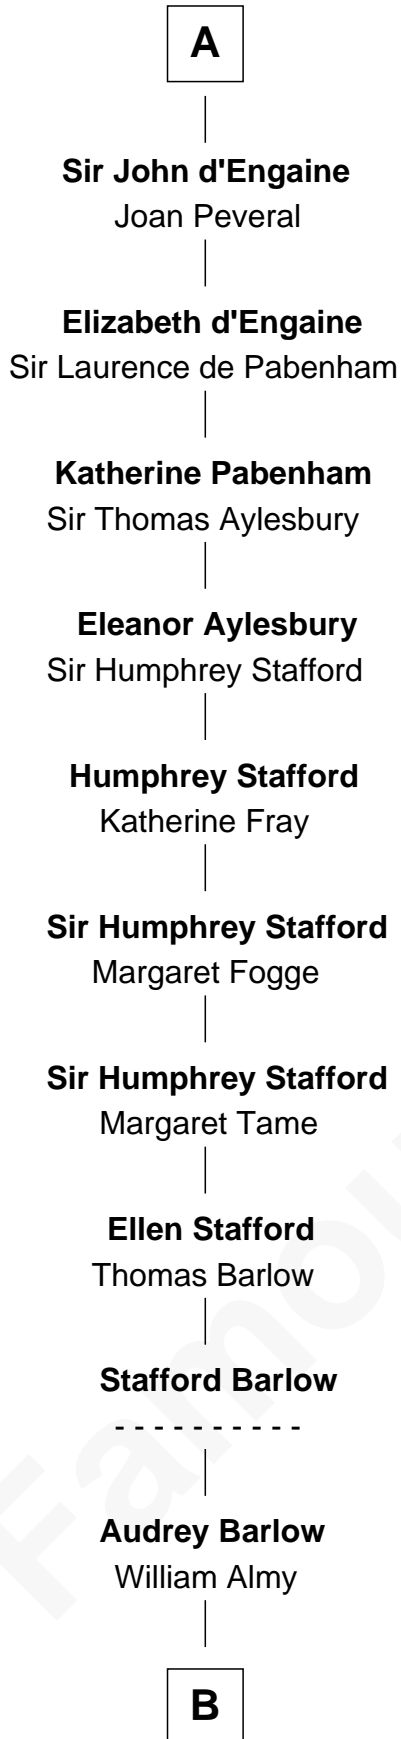 A
Sir John d'Engaine
Joan Peveral
Elizabeth d'Engaine
Sir Laurence de Pabenham
Katherine Pabenham
Sir Thomas Aylesbury
Eleanor Aylesbury
Sir Humphrey Stafford
Humphrey Stafford
Katherine Fray
Sir Humphrey Stafford
Margaret Fogge
Sir Humphrey Stafford
Margaret Tame
Ellen Stafford
Thomas Barlow
Stafford Barlow
- - - - - - - - - -
Audrey Barlow
William Almy
B
Famou